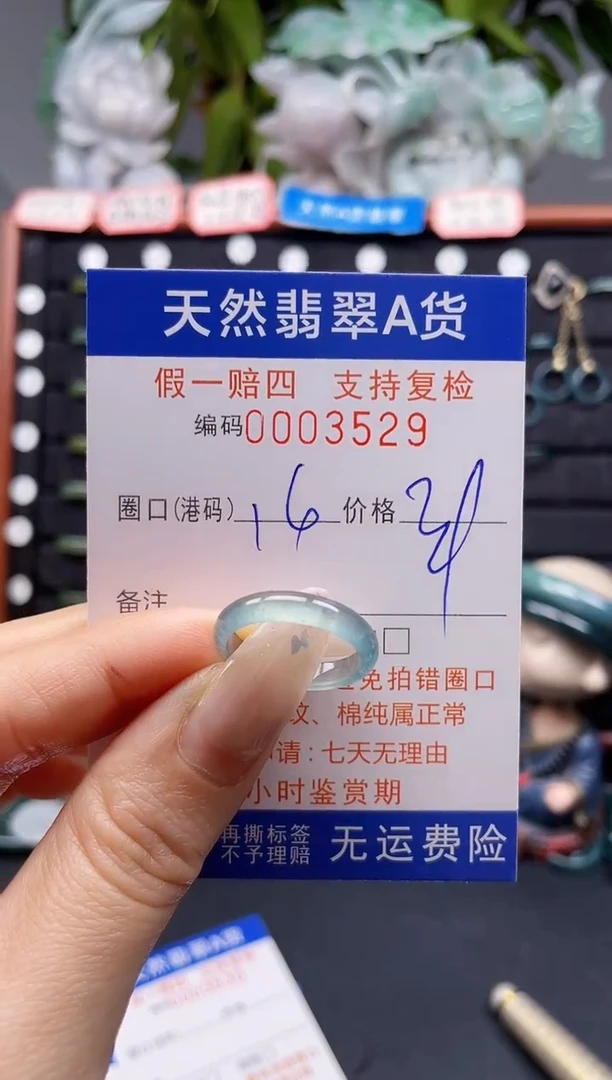 天然翡翠A货
假一赔四 支持复检
编码0003529
圈口(港码) 16 价格
备注
免拍错圈口
纹、棉纯属正常
请:七天无理由
小时鉴赏期
再撕标签
不予理赔
无运费险